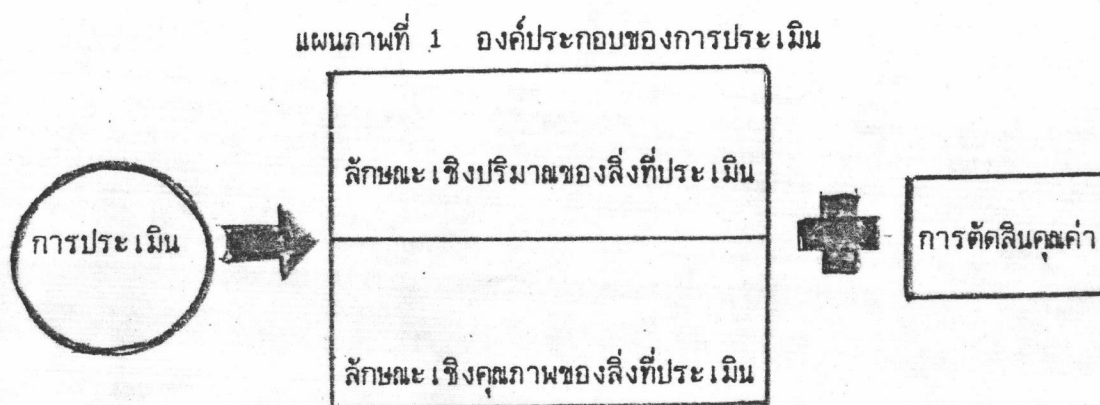 แผนภาพที่ 1 องค์ประกอบของการประเมิน
ลักษณะเชิงปริมาณของสิ่งที่ประเมิน
การประเมิน
การตัดสินคุณค่า
ลักษณะเชิงคุณภาพของสิ่งที่ประเมิน